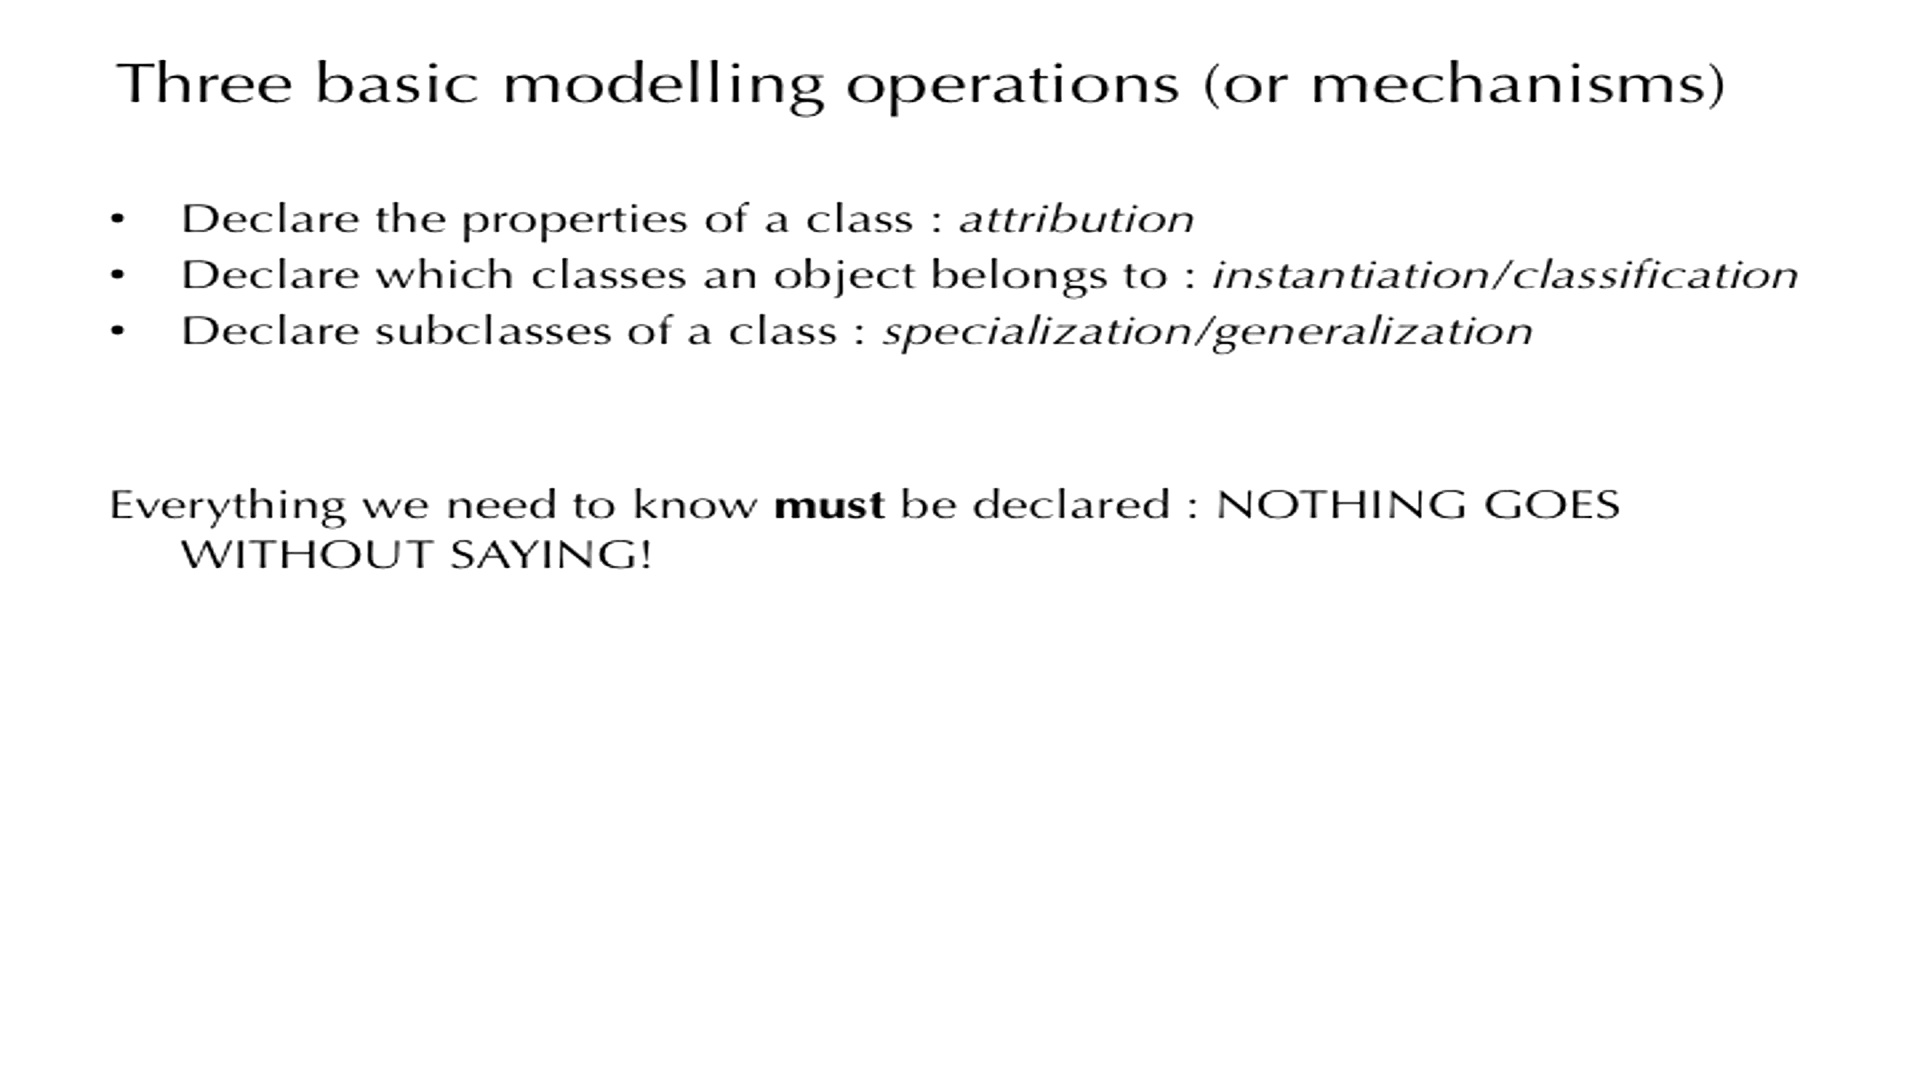 Three basic modelling operations (or mechanisms)
• Declare the properties of a class : attribution
• Declare which classes an object belongs to : instantiation/classification
• Declare subclasses of a class : specialization/generalization
Everything we need to know must be declared : NOTHING GOES
WITHOUT SAYING!